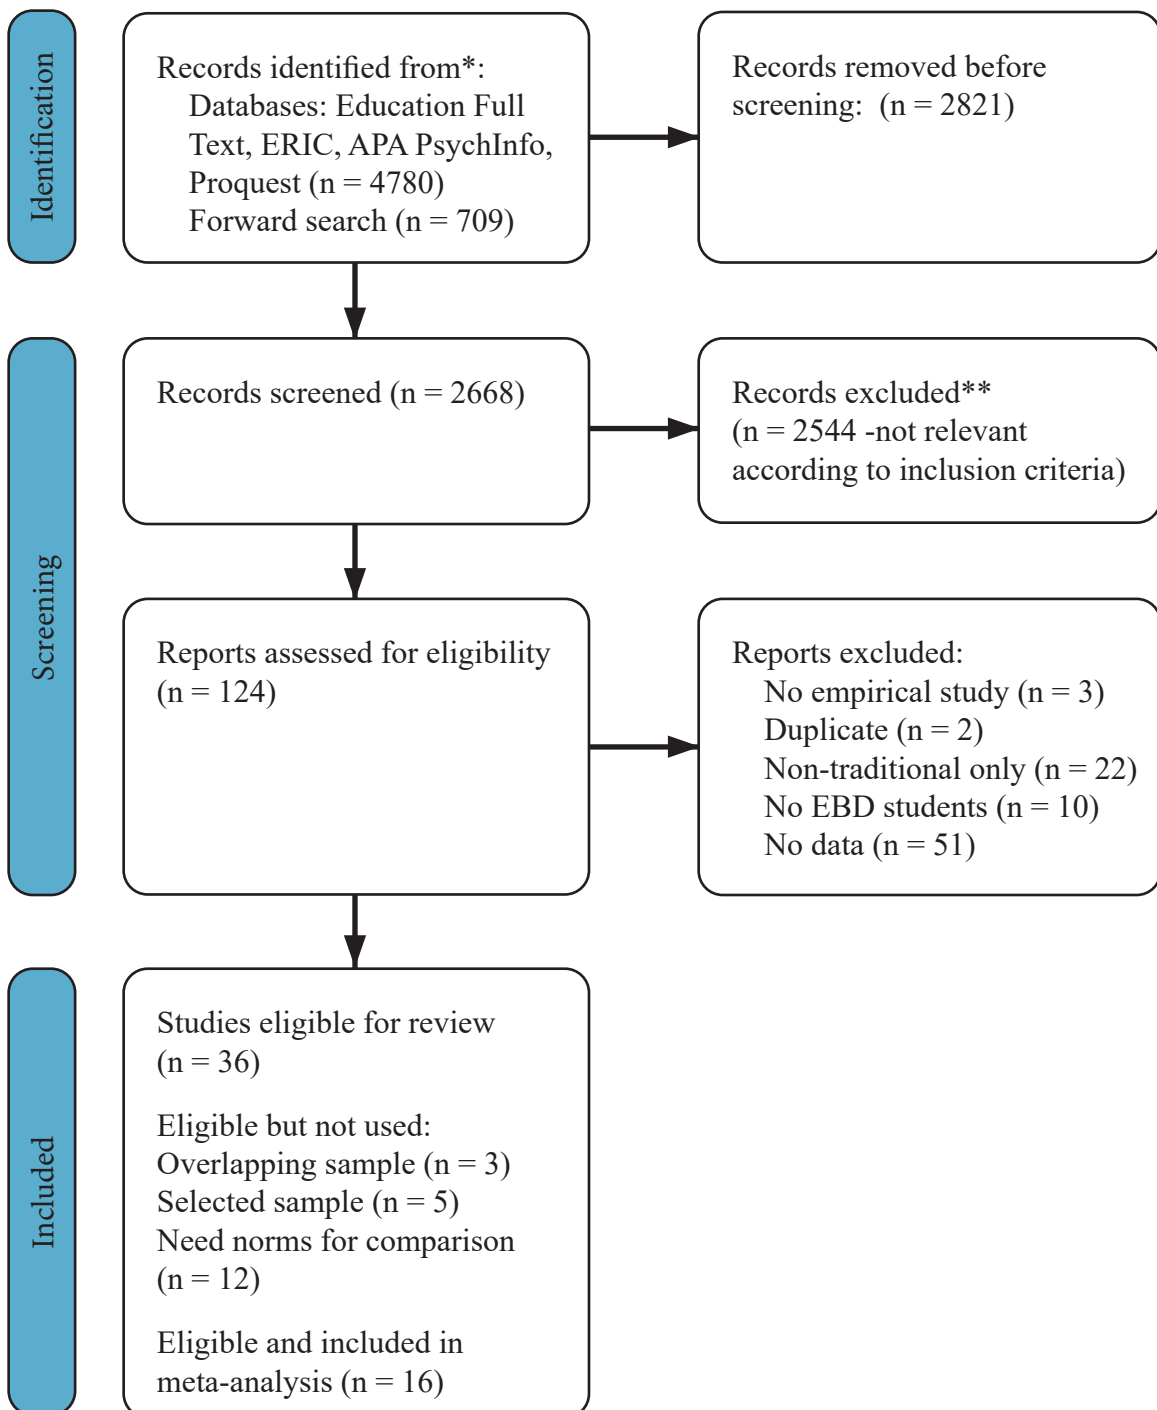 Identification
Records identified from*:
Databases: Education Full
Text, ERIC, APA PsychInfo,
Proquest (n = 4780)
Forward search (n = 709)
Records removed before
screening: (n = 2821)
Screening
Records screened (n = 2668)
Records excluded**
(n = 2544 -not relevant
according to inclusion criteria)
Reports assessed for eligibility
(n = 124)
Reports excluded:
No empirical study (n = 3)
Duplicate (n = 2)
Non-traditional only (n = 22)
No EBD students (n = 10)
No data (n = 51)
Included
Studies eligible for review
(n = 36)
Eligible but not used:
Overlapping sample (n = 3)
Selected sample (n = 5)
Need norms for comparison
(n = 12)
Eligible and included in
meta-analysis (n = 16)